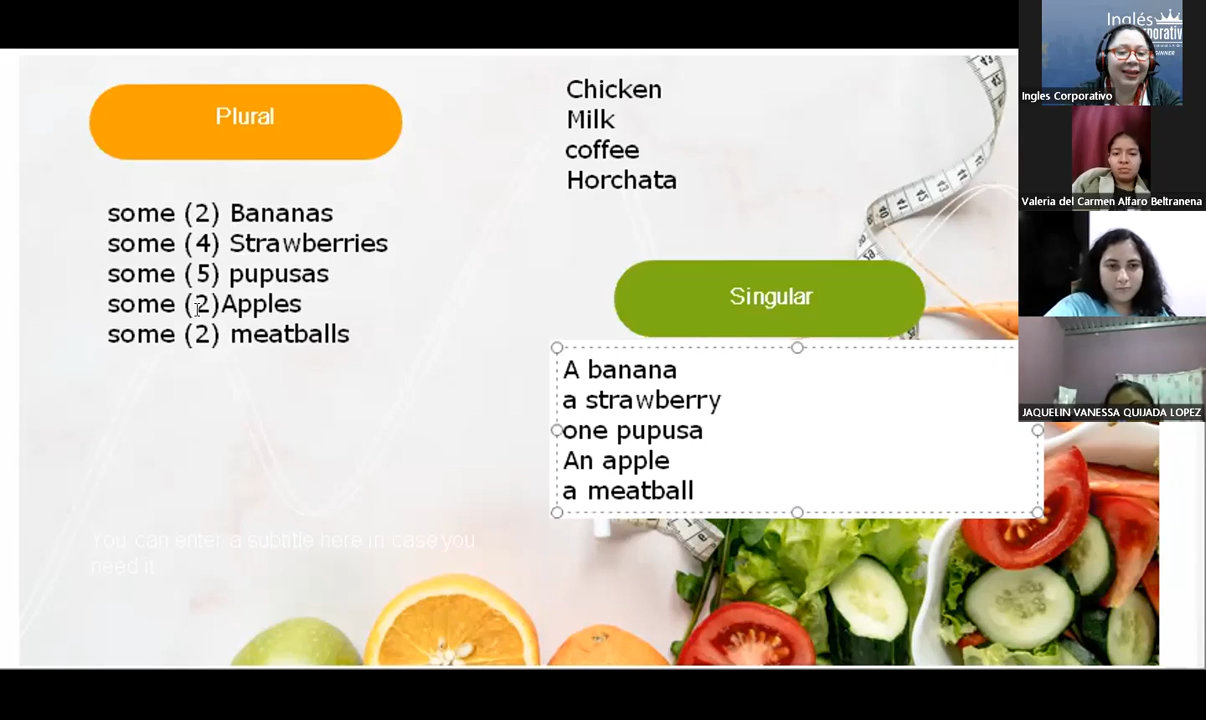 Plural
some (2) Bananas
some (4) Strawberries
some (5) pupusas
some (2)Apples
some (2) meatballs
You can enter a subtitle here in case you
need it
Chicken
Milk
coffee
Horchata
Singular
A banana
a strawberry
one pupusa
An apple
a meatball
Inglés
Ingles Corporativo
Valeria del Carmen Alfaro Beltranena
JAQUELIN VANESSA QUIJADA LOPEZ